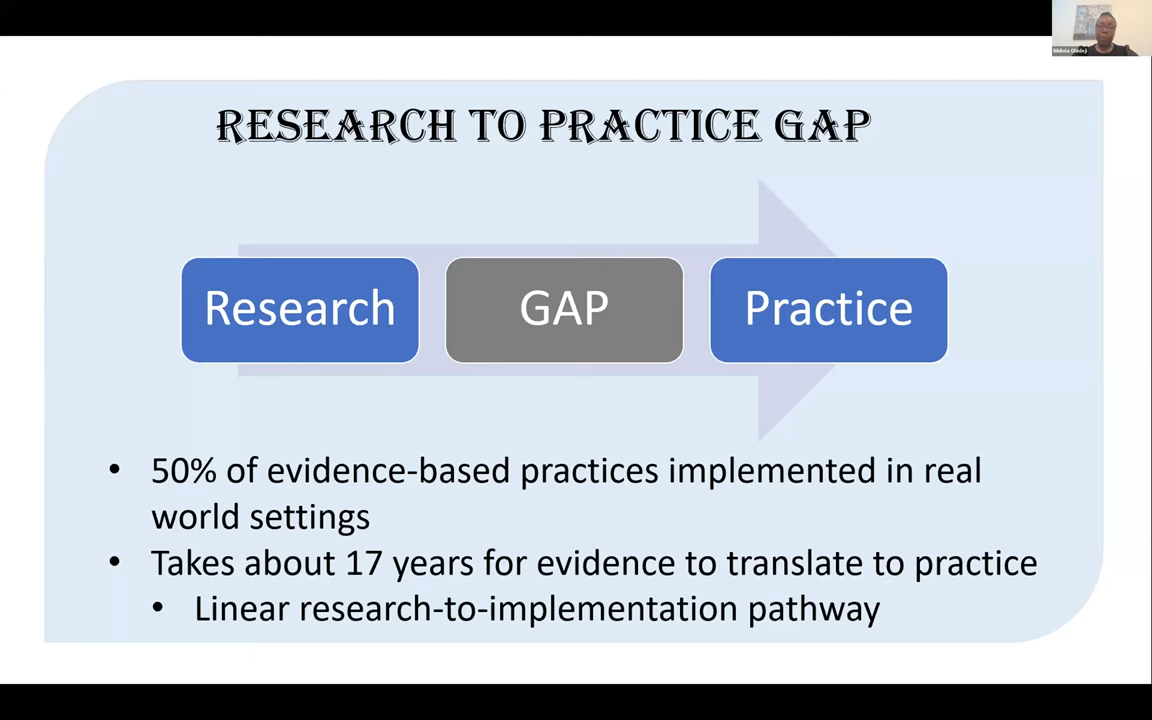 RESEARCH TO PRACTICE GAP
Research
GAP
Practice
• 50% of evidence-based practices implemented in real
world settings
• Takes about 17 years for evidence to translate to practice
• Linear research-to-implementation pathway